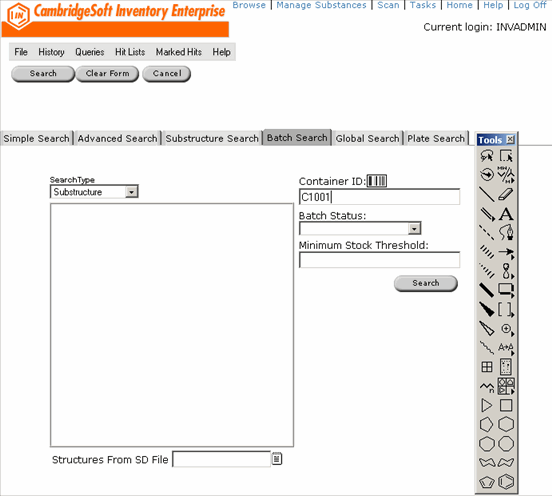 Browse | Manage Substances | Scan | Tasks | Home | Help | Log Off
IN CambridgeSoft Inventory Enterprise
Current login: INVADMIN
File History Queries Hit Lists Marked Hits Help
Search Clear Form Cancel
Simple Search Advanced Search Substructure Search Batch Search Global Search Plate Search
Tools
SearchType
Substructure
Container ID:
C1001
Batch Status:
Minimum Stock Threshold:
Search
A
A→A
n
Structures From SD File